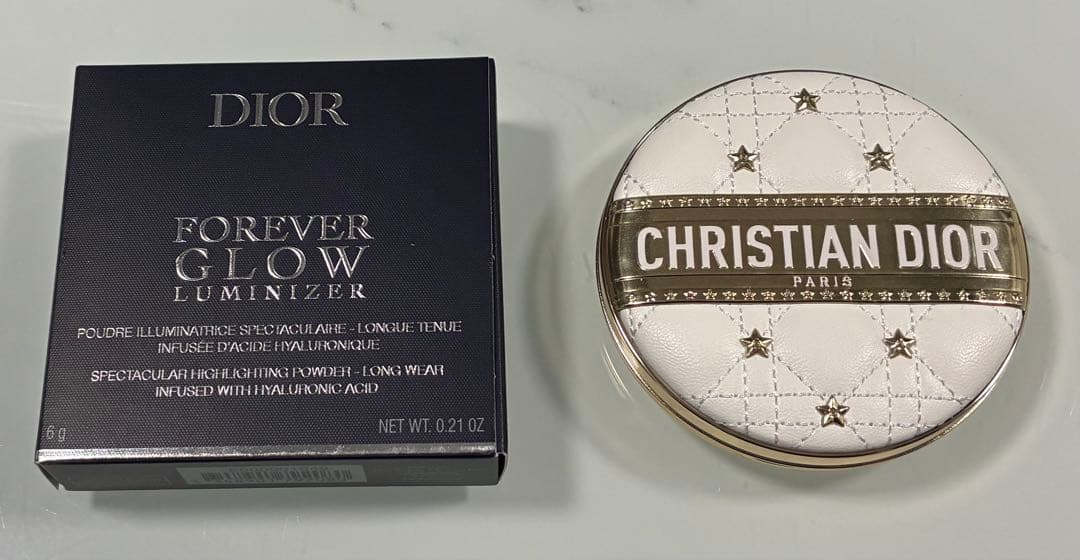 DIOR
FOREVER
GLOW
LUMINIZER
POUDRE ILLUMINATRICE SPECTACULAIRE - LONGUE TENUE
INFUSÉE D'ACIDE HYALURONIQUE
SPECTACULAR HIGHLIGHTING POWDER - LONG WEAR
INFUSED WITH HYALURONIC ACID
6 g
NET WT. 0.21 OZ
CHRISTIAN DIOR
PARIS